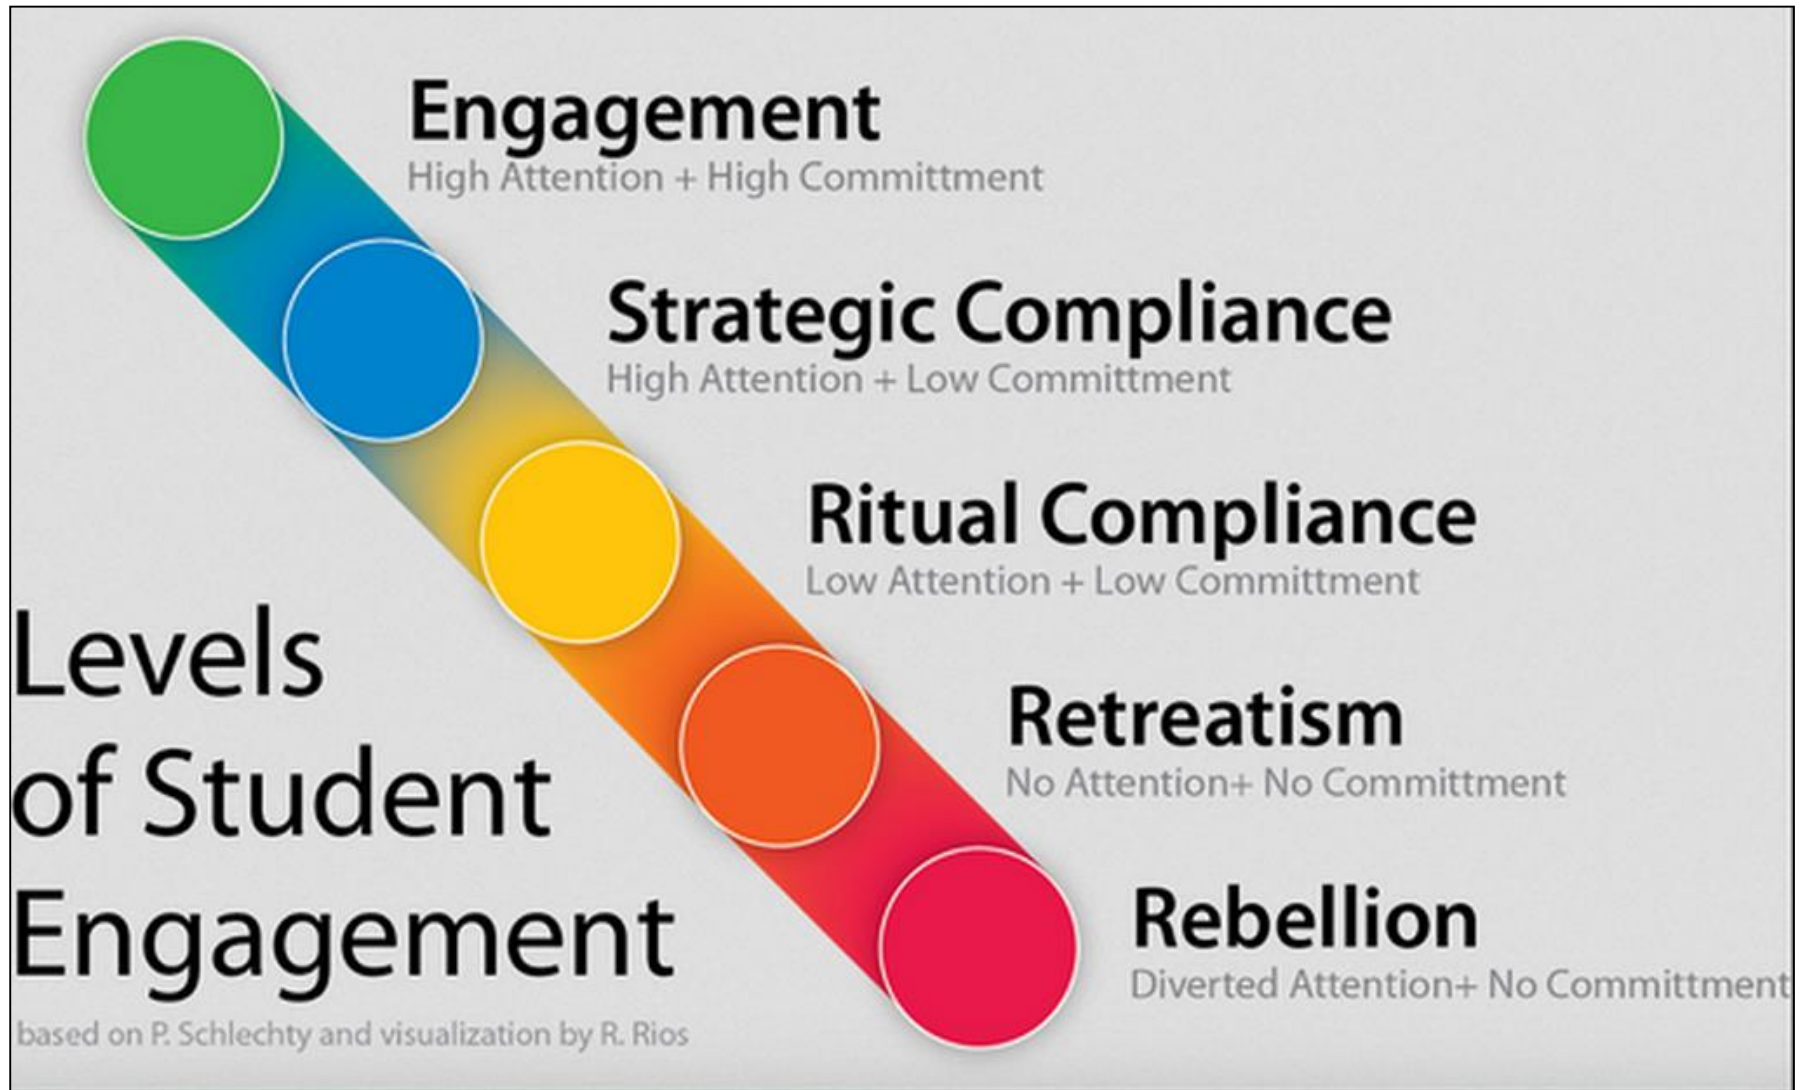 Engagement
High Attention + High Committment
Strategic Compliance
High Attention + Low Committment
Ritual Compliance
Low Attention + Low Committment
Retreatism
No Attention+ No Committment
Rebellion
Diverted Attention+ No Committment
Levels
of Student
Engagement
based on P. Schlechty and visualization by R. Rios